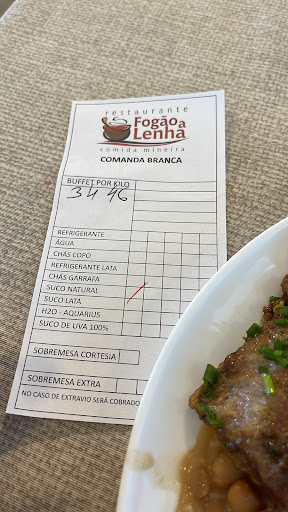 restaurante
Fogão a
Lenha
comida mineira
COMANDA BRANCA
BUFFET POR KILO
34 46
REFRIGERANTE
ÁGUA
CHÁS COPO
REFRIGERANTE LATA
CHÁS GARRAFA
SUCO NATURAL
SUCO LATA
H2O - AQUARIUS
SUCO DE UVA 100%
SOBREMESA CORTESIA
SOBREMESA EXTRA
NO CASO DE EXTRAVIO SERÁ COBRADO